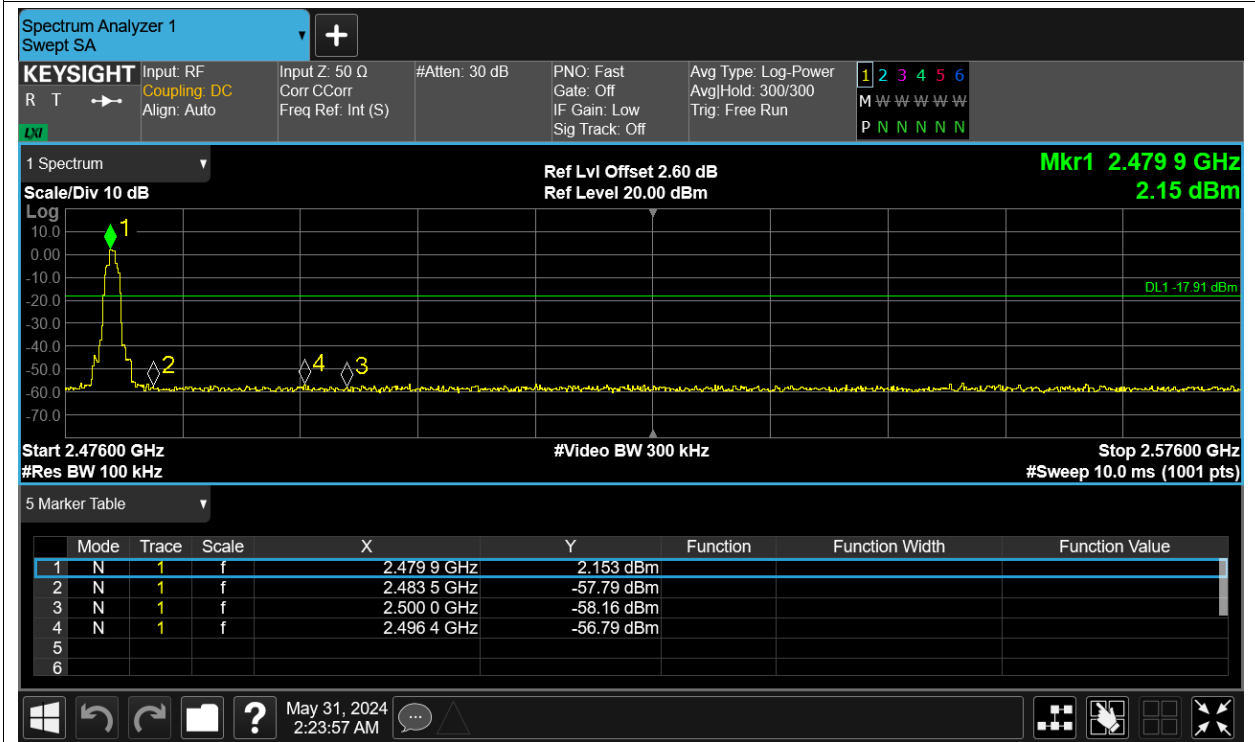 Spectrum Analyzer 1
Swept SA
KEYSIGHT
R T
LXI
Input: RF
Coupling: DC
Align: Auto
Input Z: 50 Ω
Corr CCorr
Freq Ref: Int (S)
#Atten: 30 dB
PNO: Fast
Gate: Off
IF Gain: Low
Sig Track: Off
Avg Type: Log-Power
Avg|Hold: 300/300
Trig: Free Run
1 2 3 4 5 6
M W W W W W
P N N N N N
1 Spectrum
Scale/Div 10 dB
Ref Lvl Offset 2.60 dB
Ref Level 20.00 dBm
Mkr1 2.479 9 GHz
2.15 dBm
Log
10.0
0.00
-10.0
-20.0
-30.0
-40.0
-50.0
-60.0
-70.0
1
2
4
3
DL1 -17.91 dBm
Start 2.47600 GHz
#Video BW 300 kHz
Stop 2.57600 GHz
#Res BW 100 kHz
#Sweep 10.0 ms (1001 pts)
5 Marker Table
Mode Trace Scale X Y Function Function Width Function Value
1 N 1 f 2.479 9 GHz 2.153 dBm
2 N 1 f 2.483 5 GHz -57.79 dBm
3 N 1 f 2.500 0 GHz -58.16 dBm
4 N 1 f 2.496 4 GHz -56.79 dBm
5
6
?
May 31, 2024
2:23:57 AM